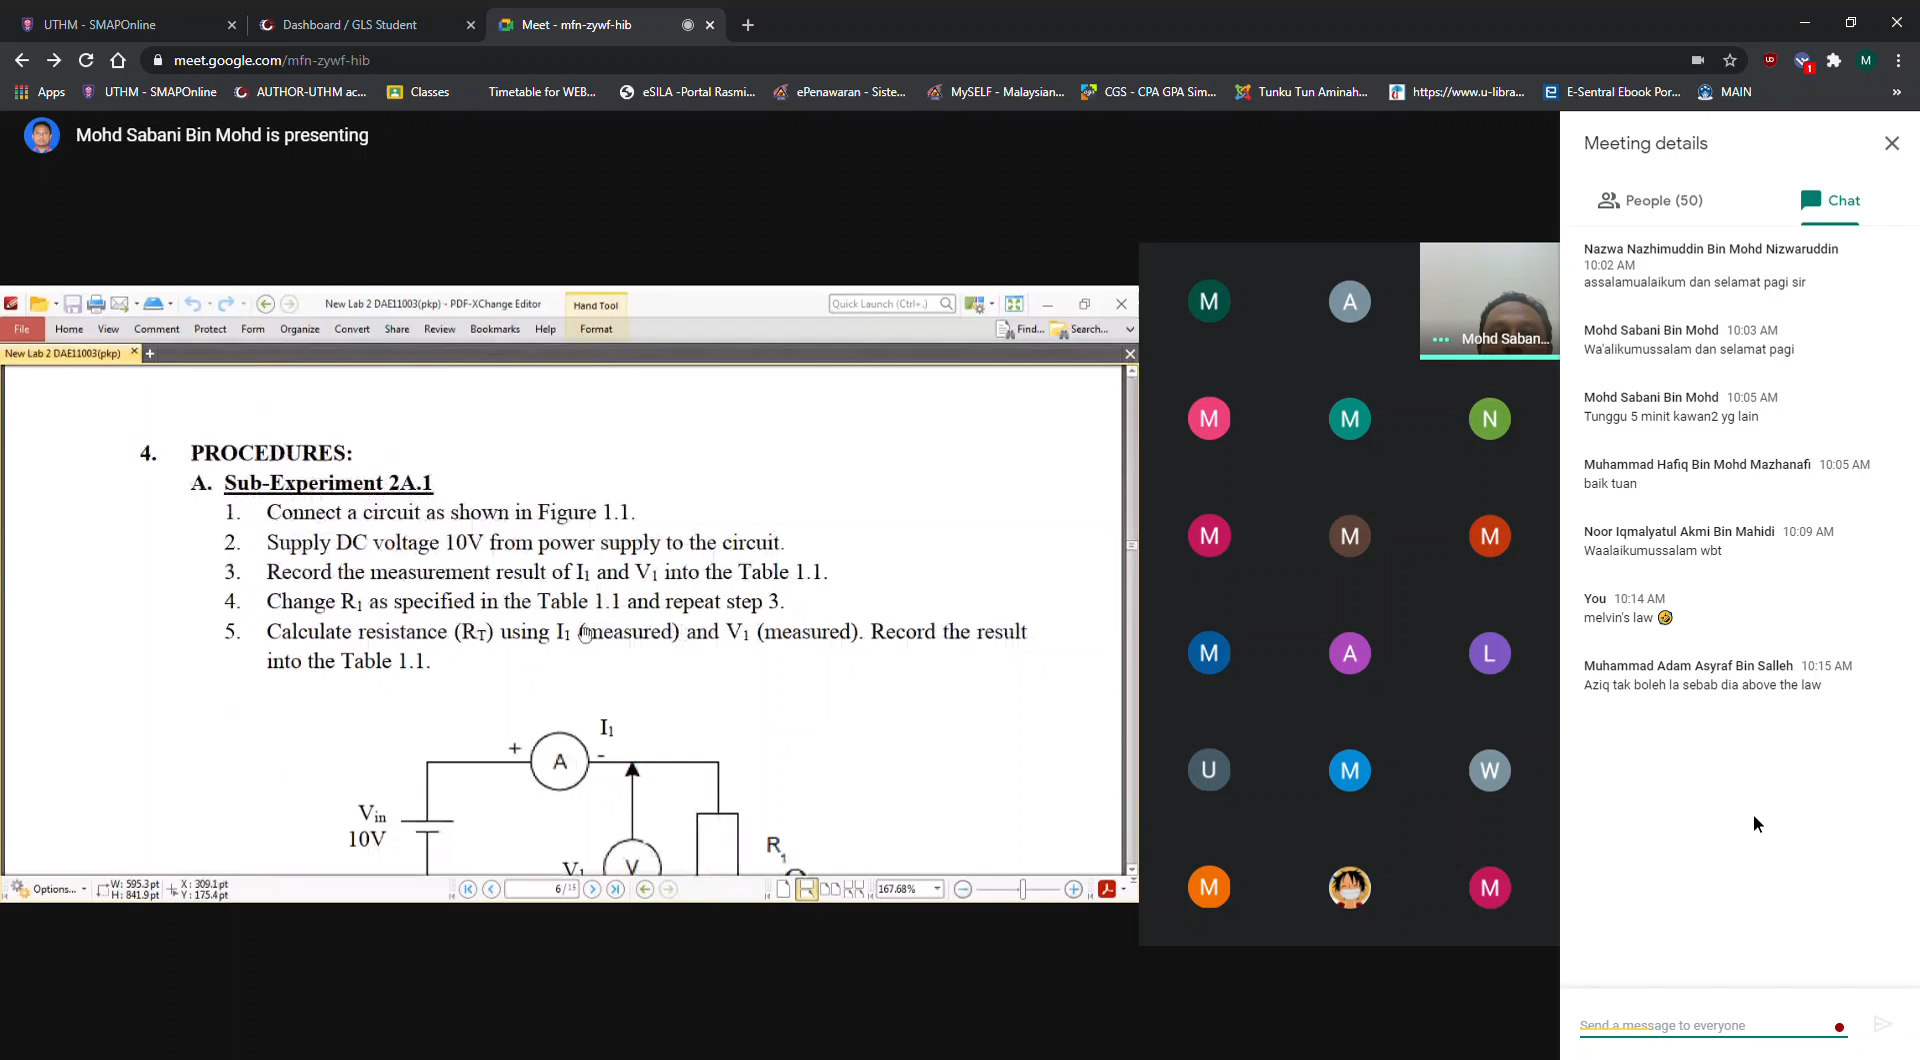 UTHM - SMAPOnline
Dashboard / GLS Student
Meet - mfn-zywf-hib
meet.google.com/mfn-zywf-hib
M
1
Apps
UTHM - SMAPOnline
AUTHOR-UTHM ac...
Classes
Timetable for WEB...
eSILA -Portal Rasmi...
ePenawaran - Siste...
MySELF - Malaysian...
CGS - CPA GPA Sim...
Tunku Tun Aminah...
https://www.u-libra...
E-Sentral Ebook Por...
MAIN
»
Mohd Sabani Bin Mohd is presenting
New Lab 2 DAE11003(pkp) - PDF-XChange Editor
Hand Tool
Quick Launch (Ctrl+.)
File
Home
View
Comment
Protect
Form
Organize
Convert
Share
Review
Bookmarks
Help
Format
Find...
Search...
New Lab 2 DAE11003(pkp)
4. PROCEDURES:
A. Sub-Experiment 2A.1
1. Connect a circuit as shown in Figure 1.1.
2. Supply DC voltage 10V from power supply to the circuit.
3. Record the measurement result of I1 and V1 into the Table 1.1.
4. Change R1 as specified in the Table 1.1 and repeat step 3.
5. Calculate resistance (RT) using I1 (measured) and V1 (measured). Record the result
into the Table 1.1.
I1
+
A
-
Vin
10V
V1
V
R1
Options...
W: 595.3pt
H: 841.9pt
X: 309.1pt
Y: 175.4pt
6 / 15
167.68%
M
A
Mohd Saban...
M
M
N
M
M
M
M
A
L
U
M
W
M
M
Meeting details
People (50)
Chat
Nazwa Nazhimuddin Bin Mohd Nizwaruddin
10:02 AM
assalamualaikum dan selamat pagi sir
Mohd Sabani Bin Mohd 10:03 AM
Wa'alikumussalam dan selamat pagi
Mohd Sabani Bin Mohd 10:05 AM
Tunggu 5 minit kawan2 yg lain
Muhammad Hafiq Bin Mohd Mazhanafi 10:05 AM
baik tuan
Noor Iqmalyatul Akmi Bin Mahidi 10:09 AM
Waalaikumussalam wbt
You 10:14 AM
melvin's law 🤣
Muhammad Adam Asyraf Bin Salleh 10:15 AM
Aziq tak boleh la sebab dia above the law
Send a message to everyone